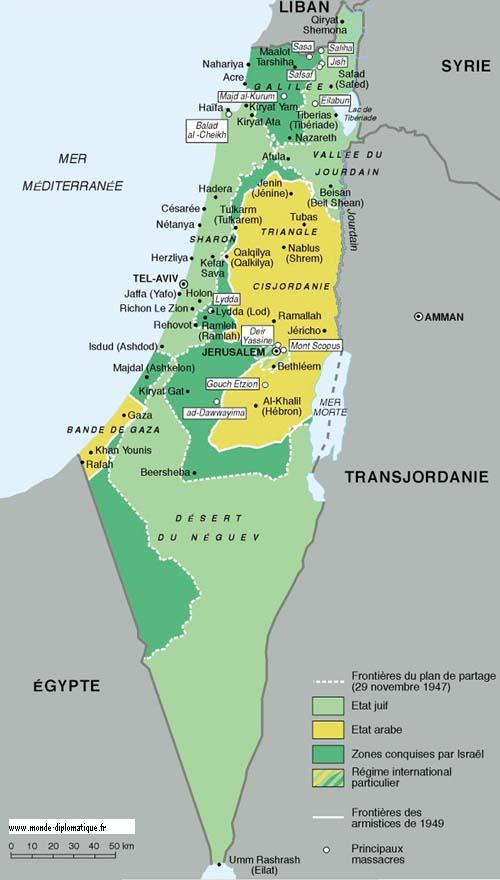 LIBAN
Qiryat
Shemona
SYRIE
Sasa
Saliha
Maalot
Tarshiha
Jish
Nahariya
Safsaf
Safad
(Safed)
Acre
GALILÉE
Majd al-Kurum
Eilabun
Kiryat Yam
Haïfa
Lac de
Tibériade
Balad
al-Cheikh
Kiryat Ata
Tiberias
(Tibériade)
Nazareth
MER
MÉDITERRANÉE
Afula
VALLÉE DU
JOURDAIN
Jenin
(Jénine)
Beisan
(Beït Shean)
Hadera
Césarée
Tulkarm
(Tulkarem)
Tubas
Jourdain
Nétanya
TRIANGLE
SHARON
Qalqilya
(Qalkilya)
Nablus
(Shrem)
Herzliya
Kefar
Sava
CISJORDANIE
TEL-AVIV
Jaffa (Yafo)
Holon
Lydda
Richon Le Zion
Lydda (Lod)
Ramallah
AMMAN
Rehovot
Ramleh
(Ramlah)
Deir
Yassine
Jéricho
Isdud (Ashdod)
JERUSALEM
Mont Scopus
Majdal (Ashkelon)
Bethléem
Gouch Etzion
Kiryat Gat
MER
MORTE
ad-Dawwayima
Al-Khalil
(Hébron)
Gaza
BANDE DE GAZA
Khan Younis
Rafah
Beersheba
TRANSJORDANIE
DÉSERT
DU NÉGUEV
ÉGYPTE
Frontières du plan de partage
(29 novembre 1947)
Etat juif
Etat arabe
Zones conquises par Israël
Régime international
particulier
Frontières des
armistices de 1949
Principaux
massacres
www.monde-diplomatique.fr
0 10 20 30 40 50 km
Umm Rashrash
(Eilat)